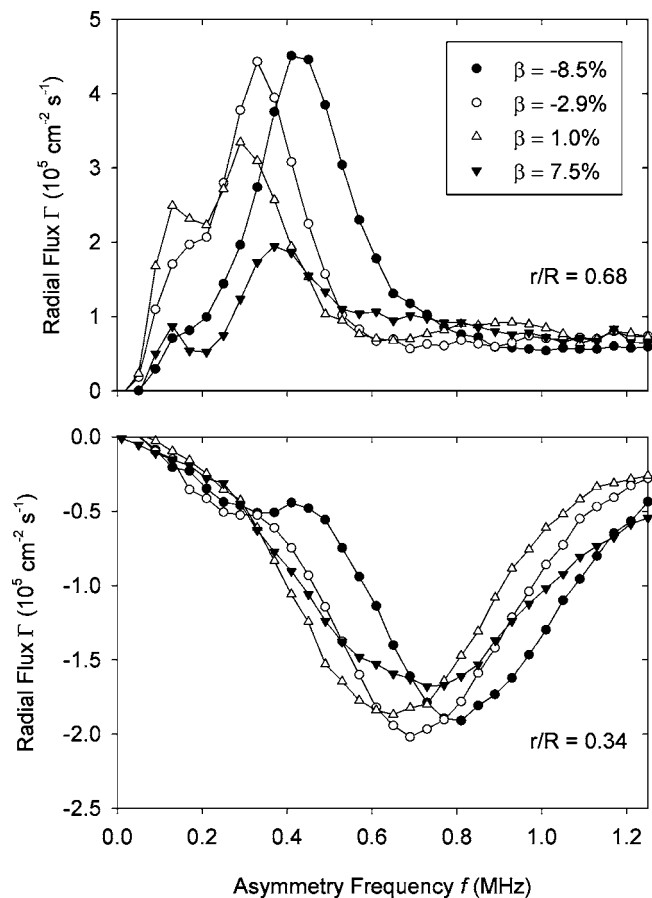 5
4
3
2
1
0
Radial Flux Γ (10⁵ cm⁻² s⁻¹)
β = -8.5%
β = -2.9%
β = 1.0%
β = 7.5%
r/R = 0.68
0.0
-0.5
-1.0
-1.5
-2.0
-2.5
Radial Flux Γ (10⁵ cm⁻² s⁻¹)
r/R = 0.34
0.0 0.2 0.4 0.6 0.8 1.0 1.2
Asymmetry Frequency f (MHz)